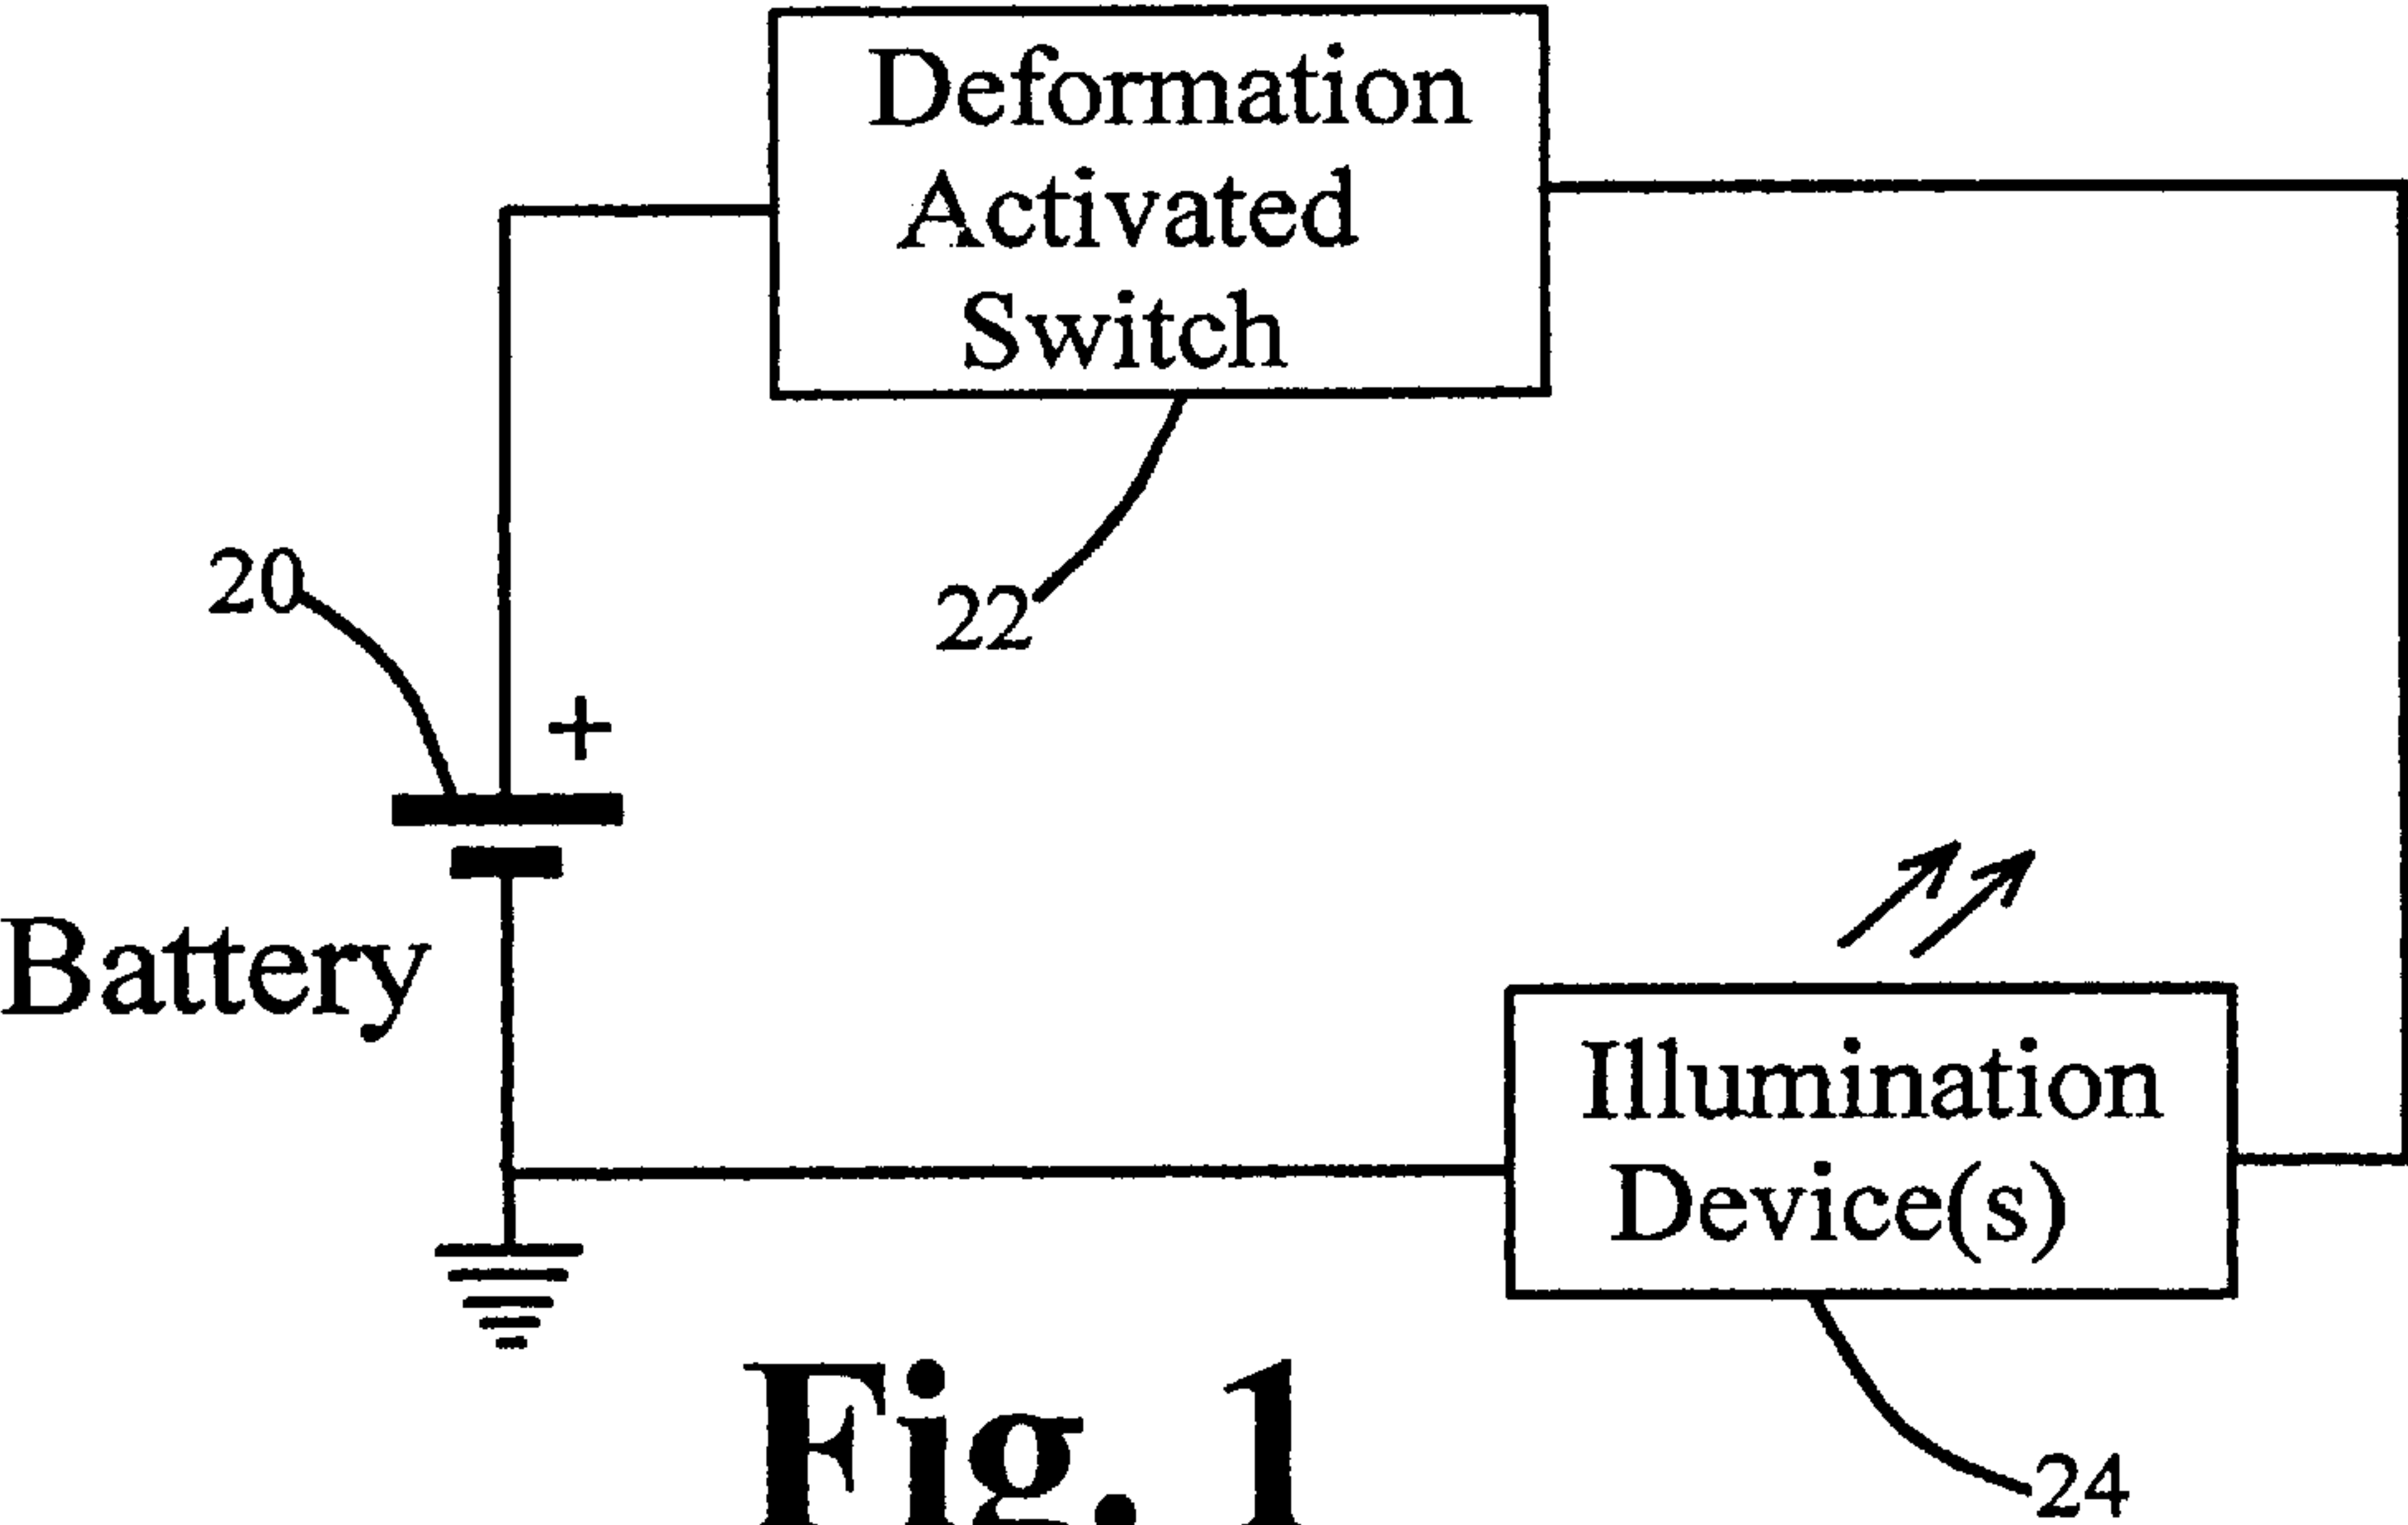 Deformation
Activated
Switch
20
22
+
Battery
Illumination
Device(s)
24
Fig. 1